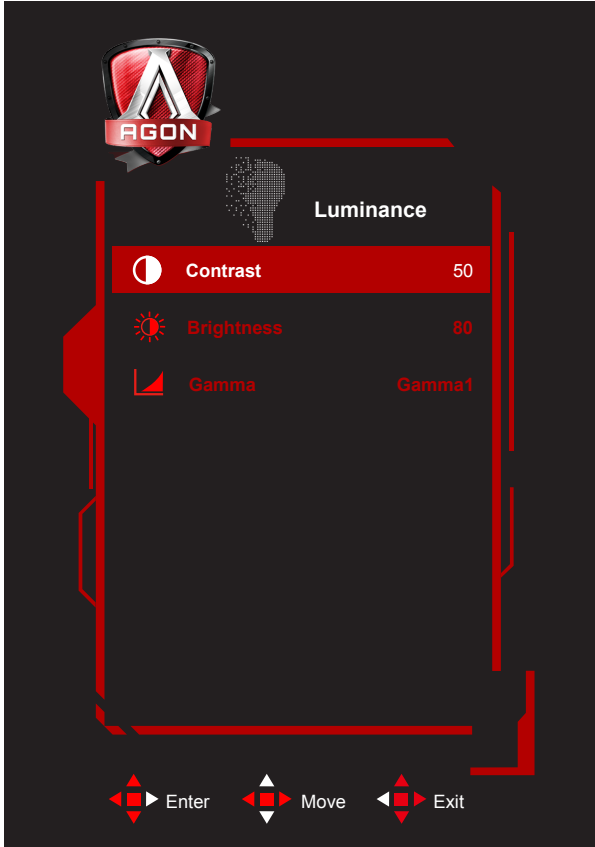 AGON
Luminance
Contrast 50
Brightness 80
Gamma Gamma1
Enter Move Exit